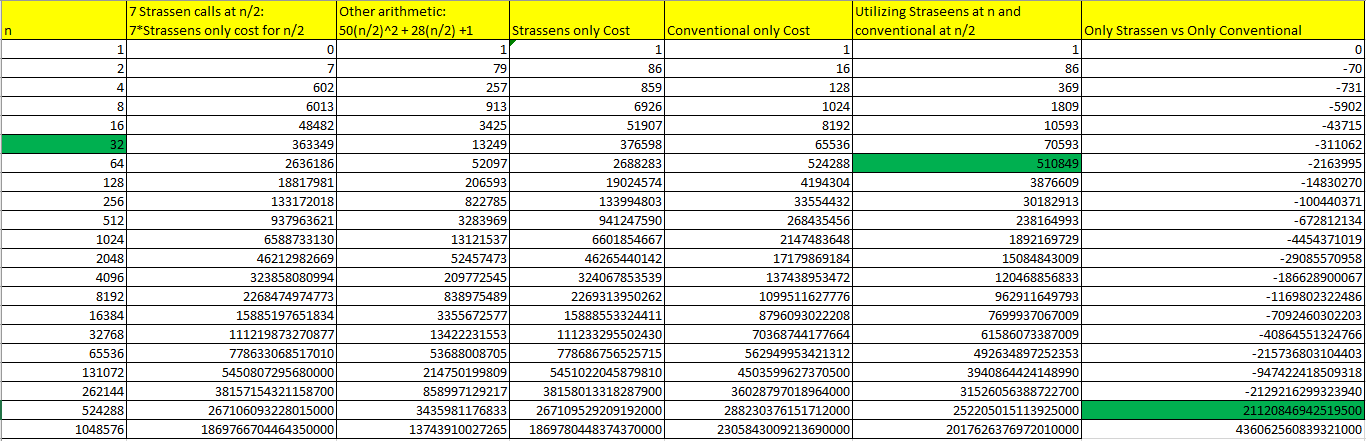 n 7 Strassen calls at n/2: 7*Strassens only cost for n/2 Other arithmetic: 50(n/2)^2 + 28(n/2) +1 Strassens only Cost Conventional only Cost Utilizing Straseens at n and conventional at n/2 Only Strassen vs Only Conventional
1 0 1 1 1 1 0
2 7 79 86 16 86 -70
4 602 257 859 128 369 -731
8 6013 913 6926 1024 1809 -5902
16 48482 3425 51907 8192 10593 -43715
32 363349 13249 376598 65536 70593 -311062
64 2636186 52097 2688283 524288 510849 -2163995
128 18817981 206593 19024574 4194304 3876609 -14830270
256 133172018 822785 133994803 33554432 30182913 -100440371
512 937963621 3283969 941247590 268435456 238164993 -672812134
1024 6588733130 13121537 6601854667 2147483648 1892169729 -4454371019
2048 46212982669 52457473 46265440142 17179869184 15084843009 -29085570958
4096 323858080994 209772545 324067853539 137438953472 120468856833 -186628900067
8192 2268474974773 838975489 2269313950262 1099511627776 962911649793 -1169802322486
16384 15885197651834 3355672577 15888553324411 8796093022208 7699937067009 -7092460302203
32768 111219873270877 13422231553 111233295502430 70368744177664 61586073387009 -40864551324766
65536 778633068517010 53688008705 778686756525715 562949953421312 492634897252353 -215736803104403
131072 5450807295680000 214750199809 5451022045879810 4503599627370500 3940864424148990 -947422418509318
262144 38157154321158700 858997129217 38158013318287900 36028797018964000 31526056388722700 -2129216299323940
524288 267106093228015000 3435981176833 267109529209192000 288230376151712000 252205015113925000 21120846942519500
1048576 1869766704464350000 13743910027265 1869780448374370000 2305843009213690000 2017626376972010000 436062560839321000